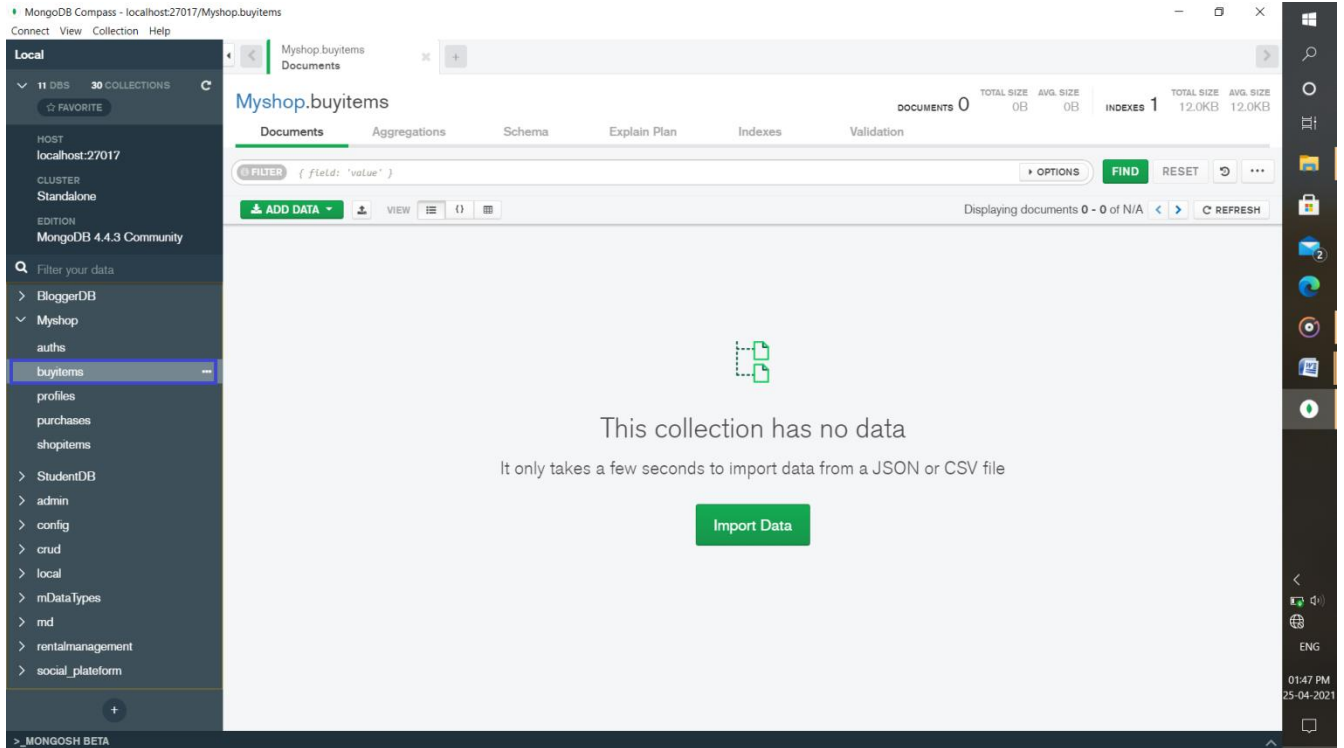 MongoDB Compass - localhost:27017/Myshop.buyitems
Connect View Collection Help
Local
11 DBS 30 COLLECTIONS
☆ FAVORITE
HOST
localhost:27017
CLUSTER
Standalone
EDITION
MongoDB 4.4.3 Community
Filter your data
BloggerDB
Myshop
auths
buyitems
profiles
purchases
shopitems
StudentDB
admin
config
crud
local
mDataTypes
md
rentalmanagement
social_plateform
>_MONGOSH BETA
Myshop.buyitems
Documents
Myshop.buyitems
DOCUMENTS 0 TOTAL SIZE 0B AVG. SIZE 0B INDEXES 1 TOTAL SIZE 12.0KB AVG. SIZE 12.0KB
Documents Aggregations Schema Explain Plan Indexes Validation
FILTER { field: 'value' } OPTIONS FIND RESET ...
ADD DATA VIEW {} Displaying documents 0 - 0 of N/A < > REFRESH
This collection has no data
It only takes a few seconds to import data from a JSON or CSV file
Import Data
2
ENG
01:47 PM
25-04-2021